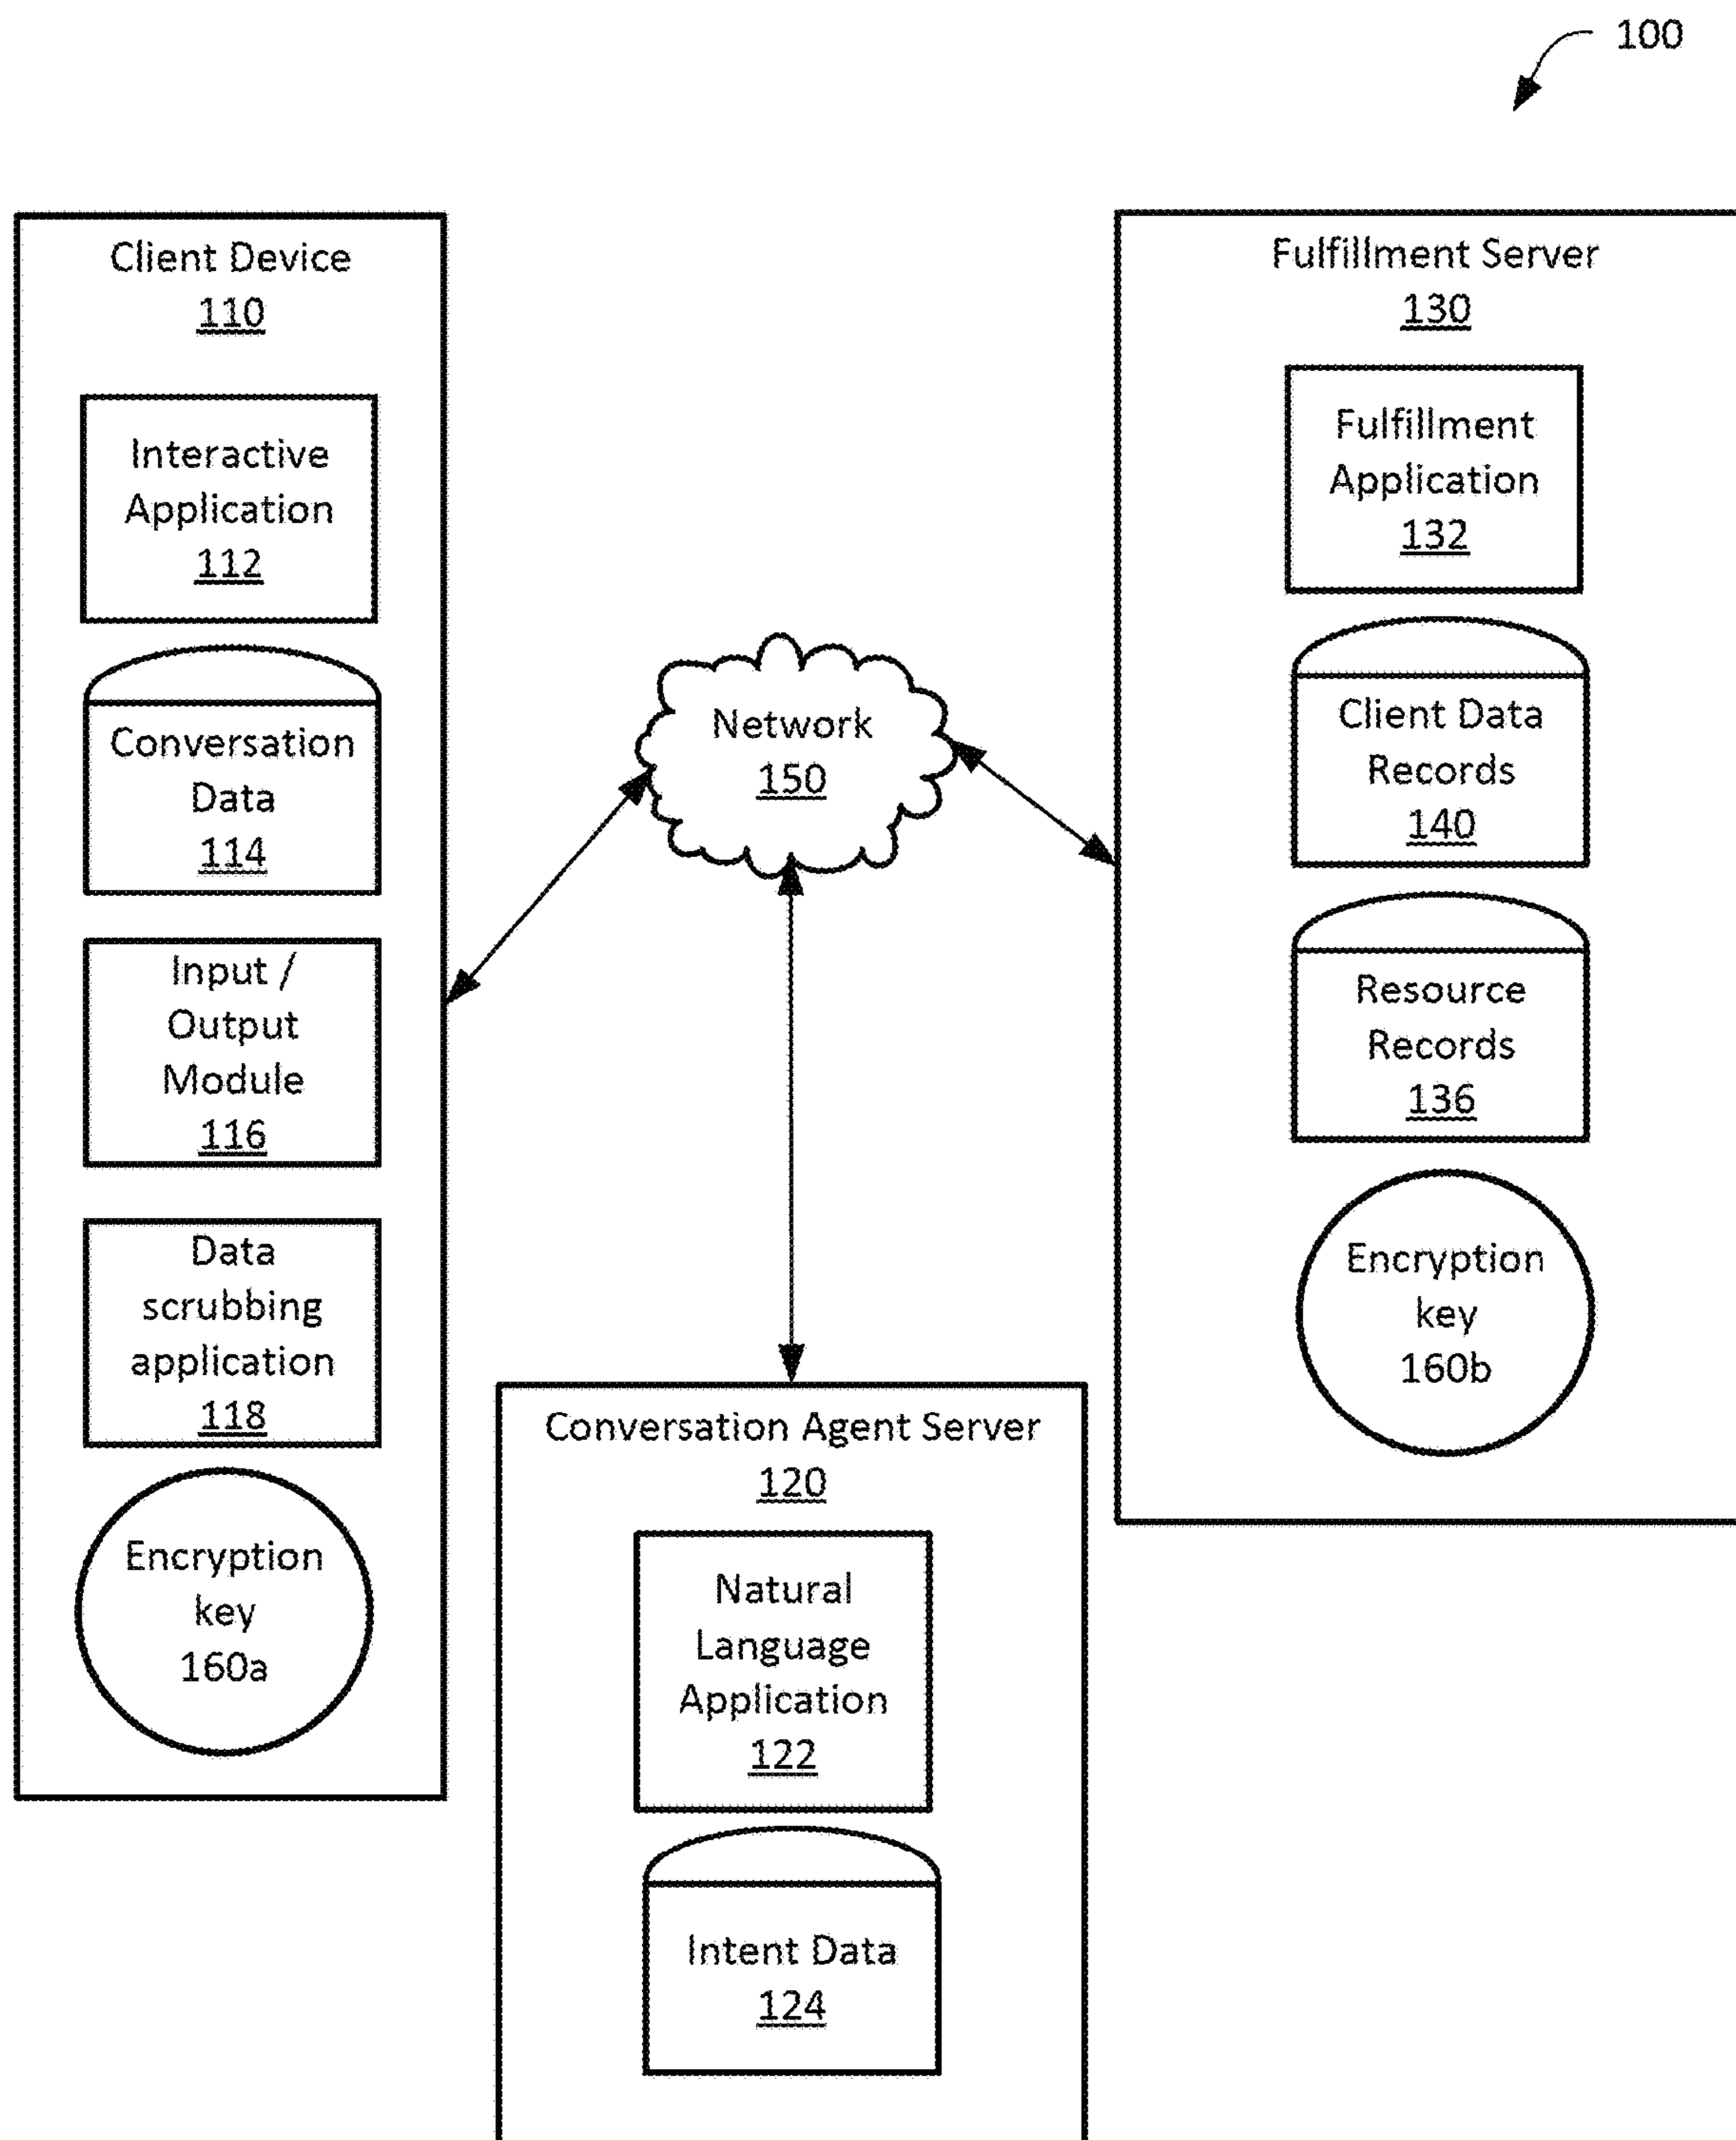 100
Client Device
110
Interactive
Application
112
Conversation
Data
114
Input /
Output
Module
116
Data
scrubbing
application
118
Encryption
key
160a
Network
150
Conversation Agent Server
120
Natural
Language
Application
122
Intent Data
124
Fulfillment Server
130
Fulfillment
Application
132
Client Data
Records
140
Resource
Records
136
Encryption
key
160b